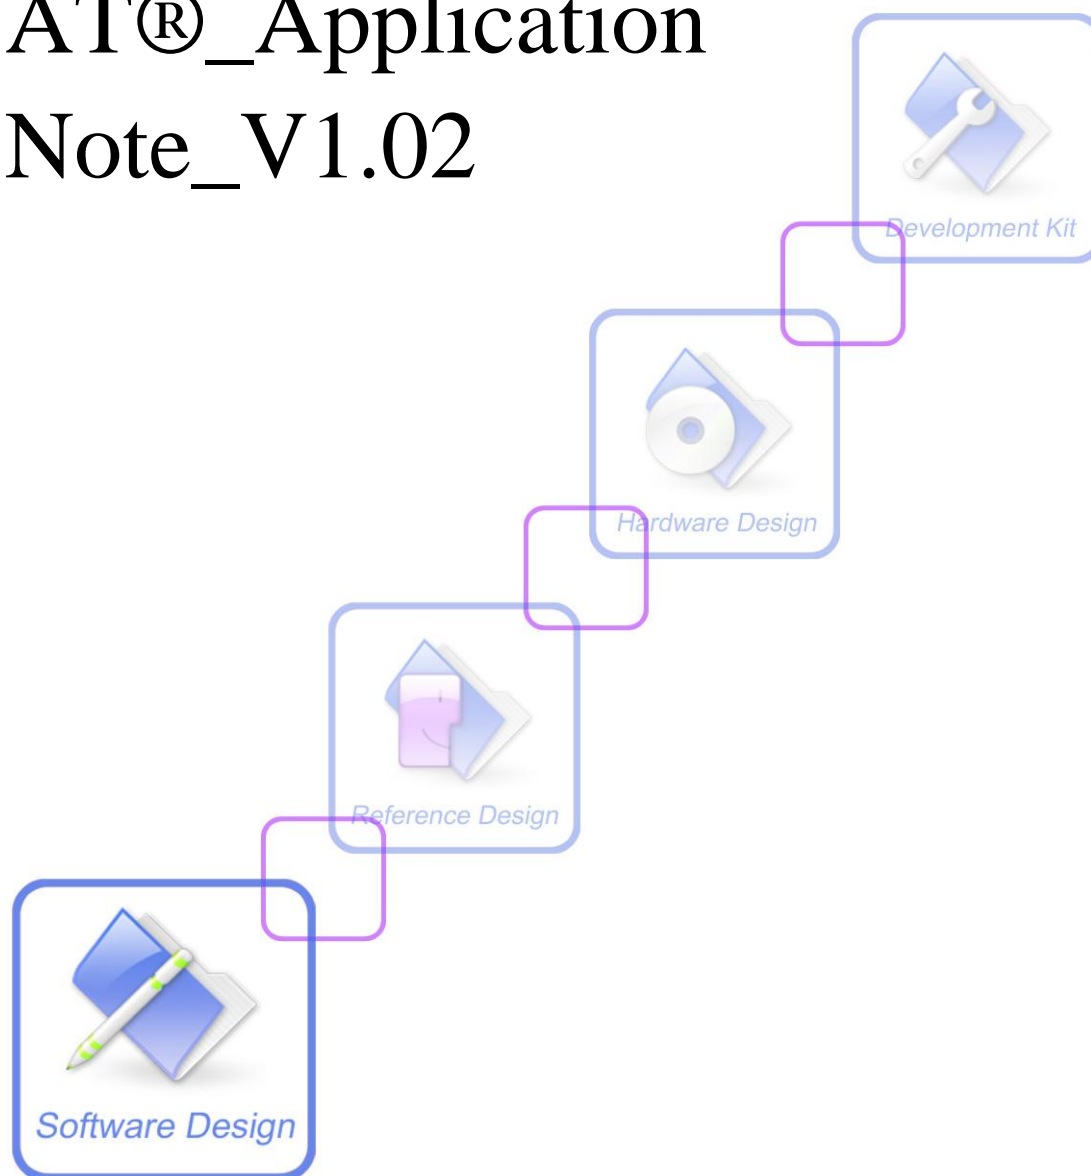 AT®_Application
Note_V1.02
Development Kit
Hardware Design
Reference Design
Software Design